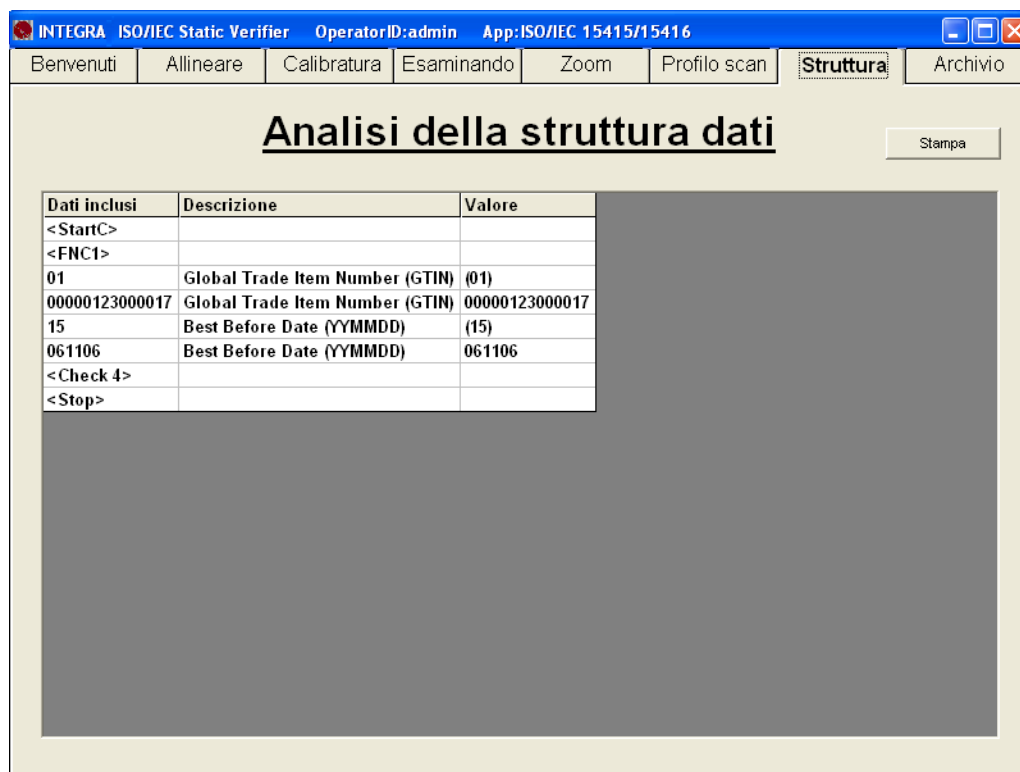 INTEGRA ISO/IEC Static Verifier OperatorID:admin App:ISO/IEC 15415/15416
Benvenuti Allineare Calibratura Esaminando Zoom Profilo scan Struttura Archivio
Analisi della struttura dati
Stampa
Dati inclusi Descrizione Valore
<StartC>
<FNC1>
01 Global Trade Item Number (GTIN) (01)
00000123000017 Global Trade Item Number (GTIN) 00000123000017
15 Best Before Date (YYMMDD) (15)
061106 Best Before Date (YYMMDD) 061106
<Check 4>
<Stop>